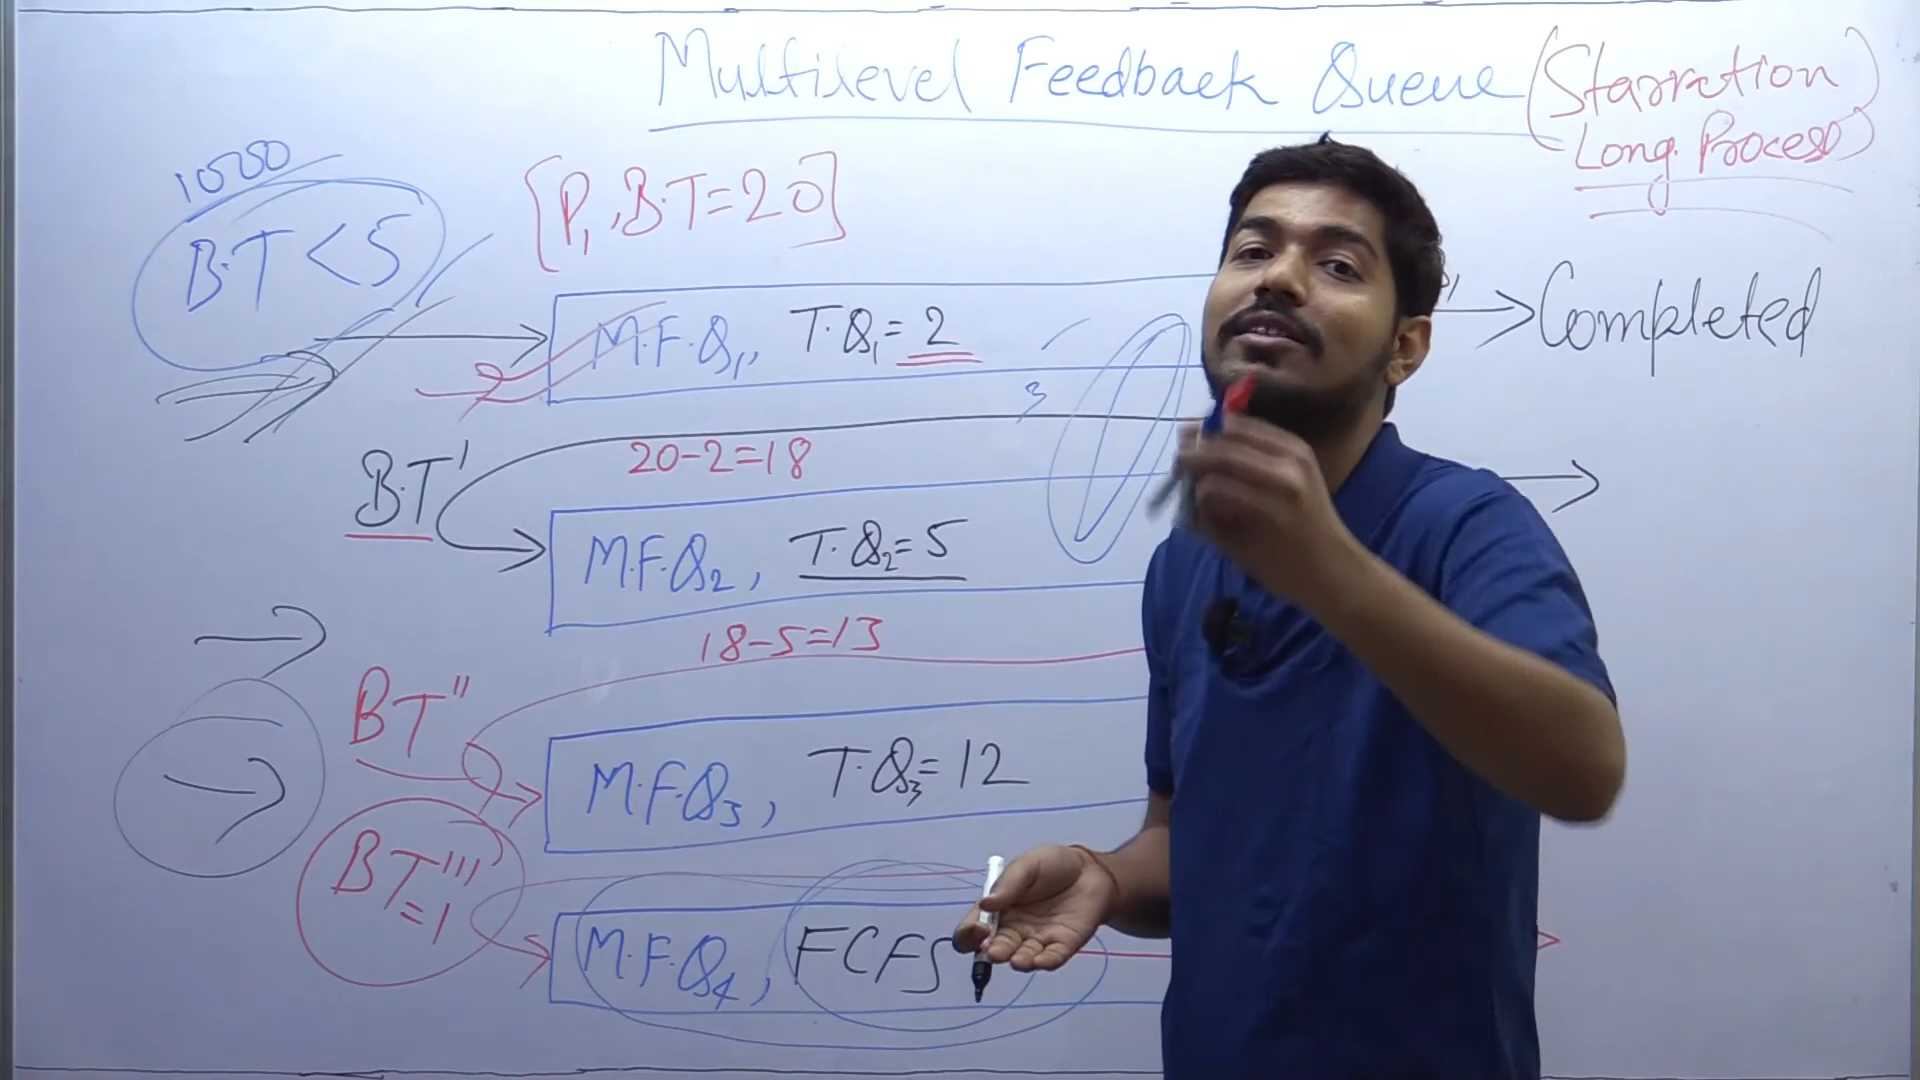 Multilevel Feedback Queue (Starvation
Long Process)
1000
B.T < 5
[P1, B.T=20]
M.F.Q1, T.Q1= 2
Completed
3
B.T'
20-2=18
M.F.Q2, T.Q2= 5
18-5=13
BT''
M.F.Q3, T.Q3= 12
BT'''
=1
M.F.Q4, FCFS